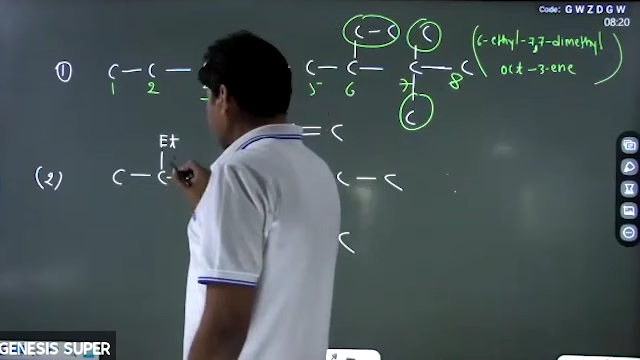 Code: G W Z D G W
08:20
C - C
C
(6-ethyl-7,7-dimethyl
oct-3-ene)
① C - C - C - C - C - C
1 2 5 6 7 8
C
= C
Et
(2) C - C - C - C
C
GENESIS SUPER